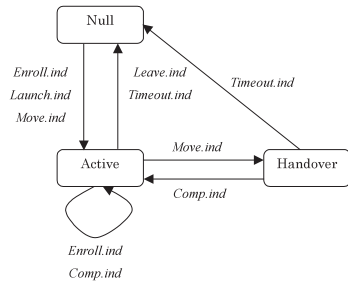 Null
Enroll.ind
Launch.ind
Move.ind
Leave.ind
Timeout.ind
Timeout.ind
Active
Move.ind
Handover
Comp.ind
Enroll.ind
Comp.ind